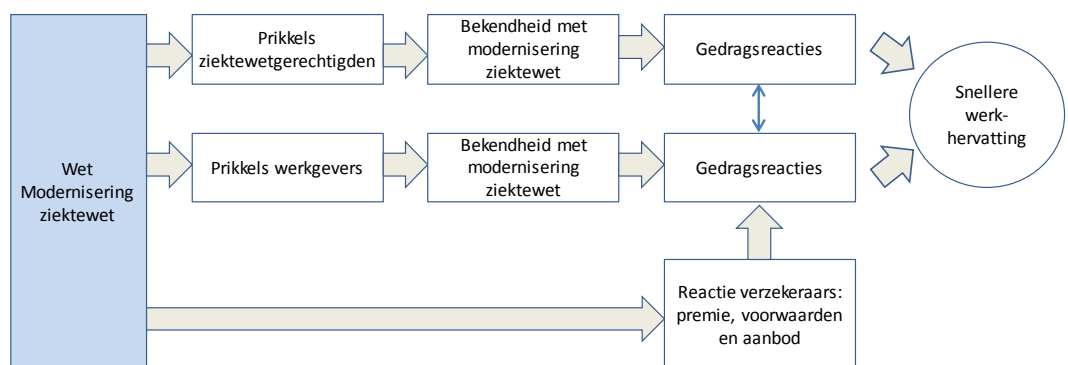 Wet
Modernisering
ziektewet
Prikkels
ziektewetgerechtigden
Bekendheid met
modernisering
ziektewet
Gedragsreacties
Prikkels werkgevers
Bekendheid met
modernisering
ziektewet
Gedragsreacties
Reactie verzekeraars:
premie, voorwaarden
en aanbod
Snellere
werk-
hervatting